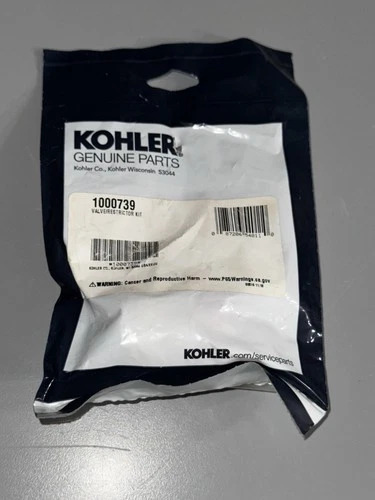 KOHLER®
GENUINE PARTS
Kohler Co., Kohler Wisconsin 53044
1000739
VALVE/RESTRICTOR KIT
WARNING: Cancer and Reproductive Harm - www.P65Warnings.ca.gov
KOHLER.com/serviceparts